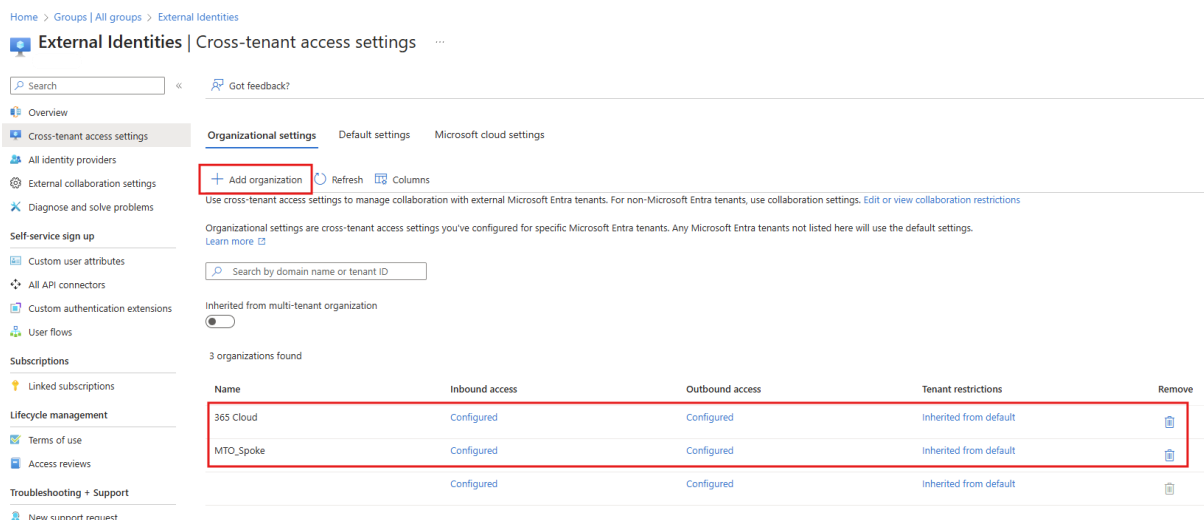 Home > Groups | All groups > External Identities
External Identities | Cross-tenant access settings ...
Search «
Got feedback?
Overview
Cross-tenant access settings
All identity providers
External collaboration settings
Diagnose and solve problems
Self-service sign up
Custom user attributes
All API connectors
Custom authentication extensions
User flows
Subscriptions
Linked subscriptions
Lifecycle management
Terms of use
Access reviews
Troubleshooting + Support
New support request
Organizational settings Default settings Microsoft cloud settings
+ Add organization Refresh Columns
Use cross-tenant access settings to manage collaboration with external Microsoft Entra tenants. For non-Microsoft Entra tenants, use collaboration settings. Edit or view collaboration restrictions
Organizational settings are cross-tenant access settings you've configured for specific Microsoft Entra tenants. Any Microsoft Entra tenants not listed here will use the default settings.
Learn more
Search by domain name or tenant ID
Inherited from multi-tenant organization
3 organizations found
Name Inbound access Outbound access Tenant restrictions Remove
365 Cloud Configured Configured Inherited from default
MTO_Spoke Configured Configured Inherited from default
Configured Configured Inherited from default